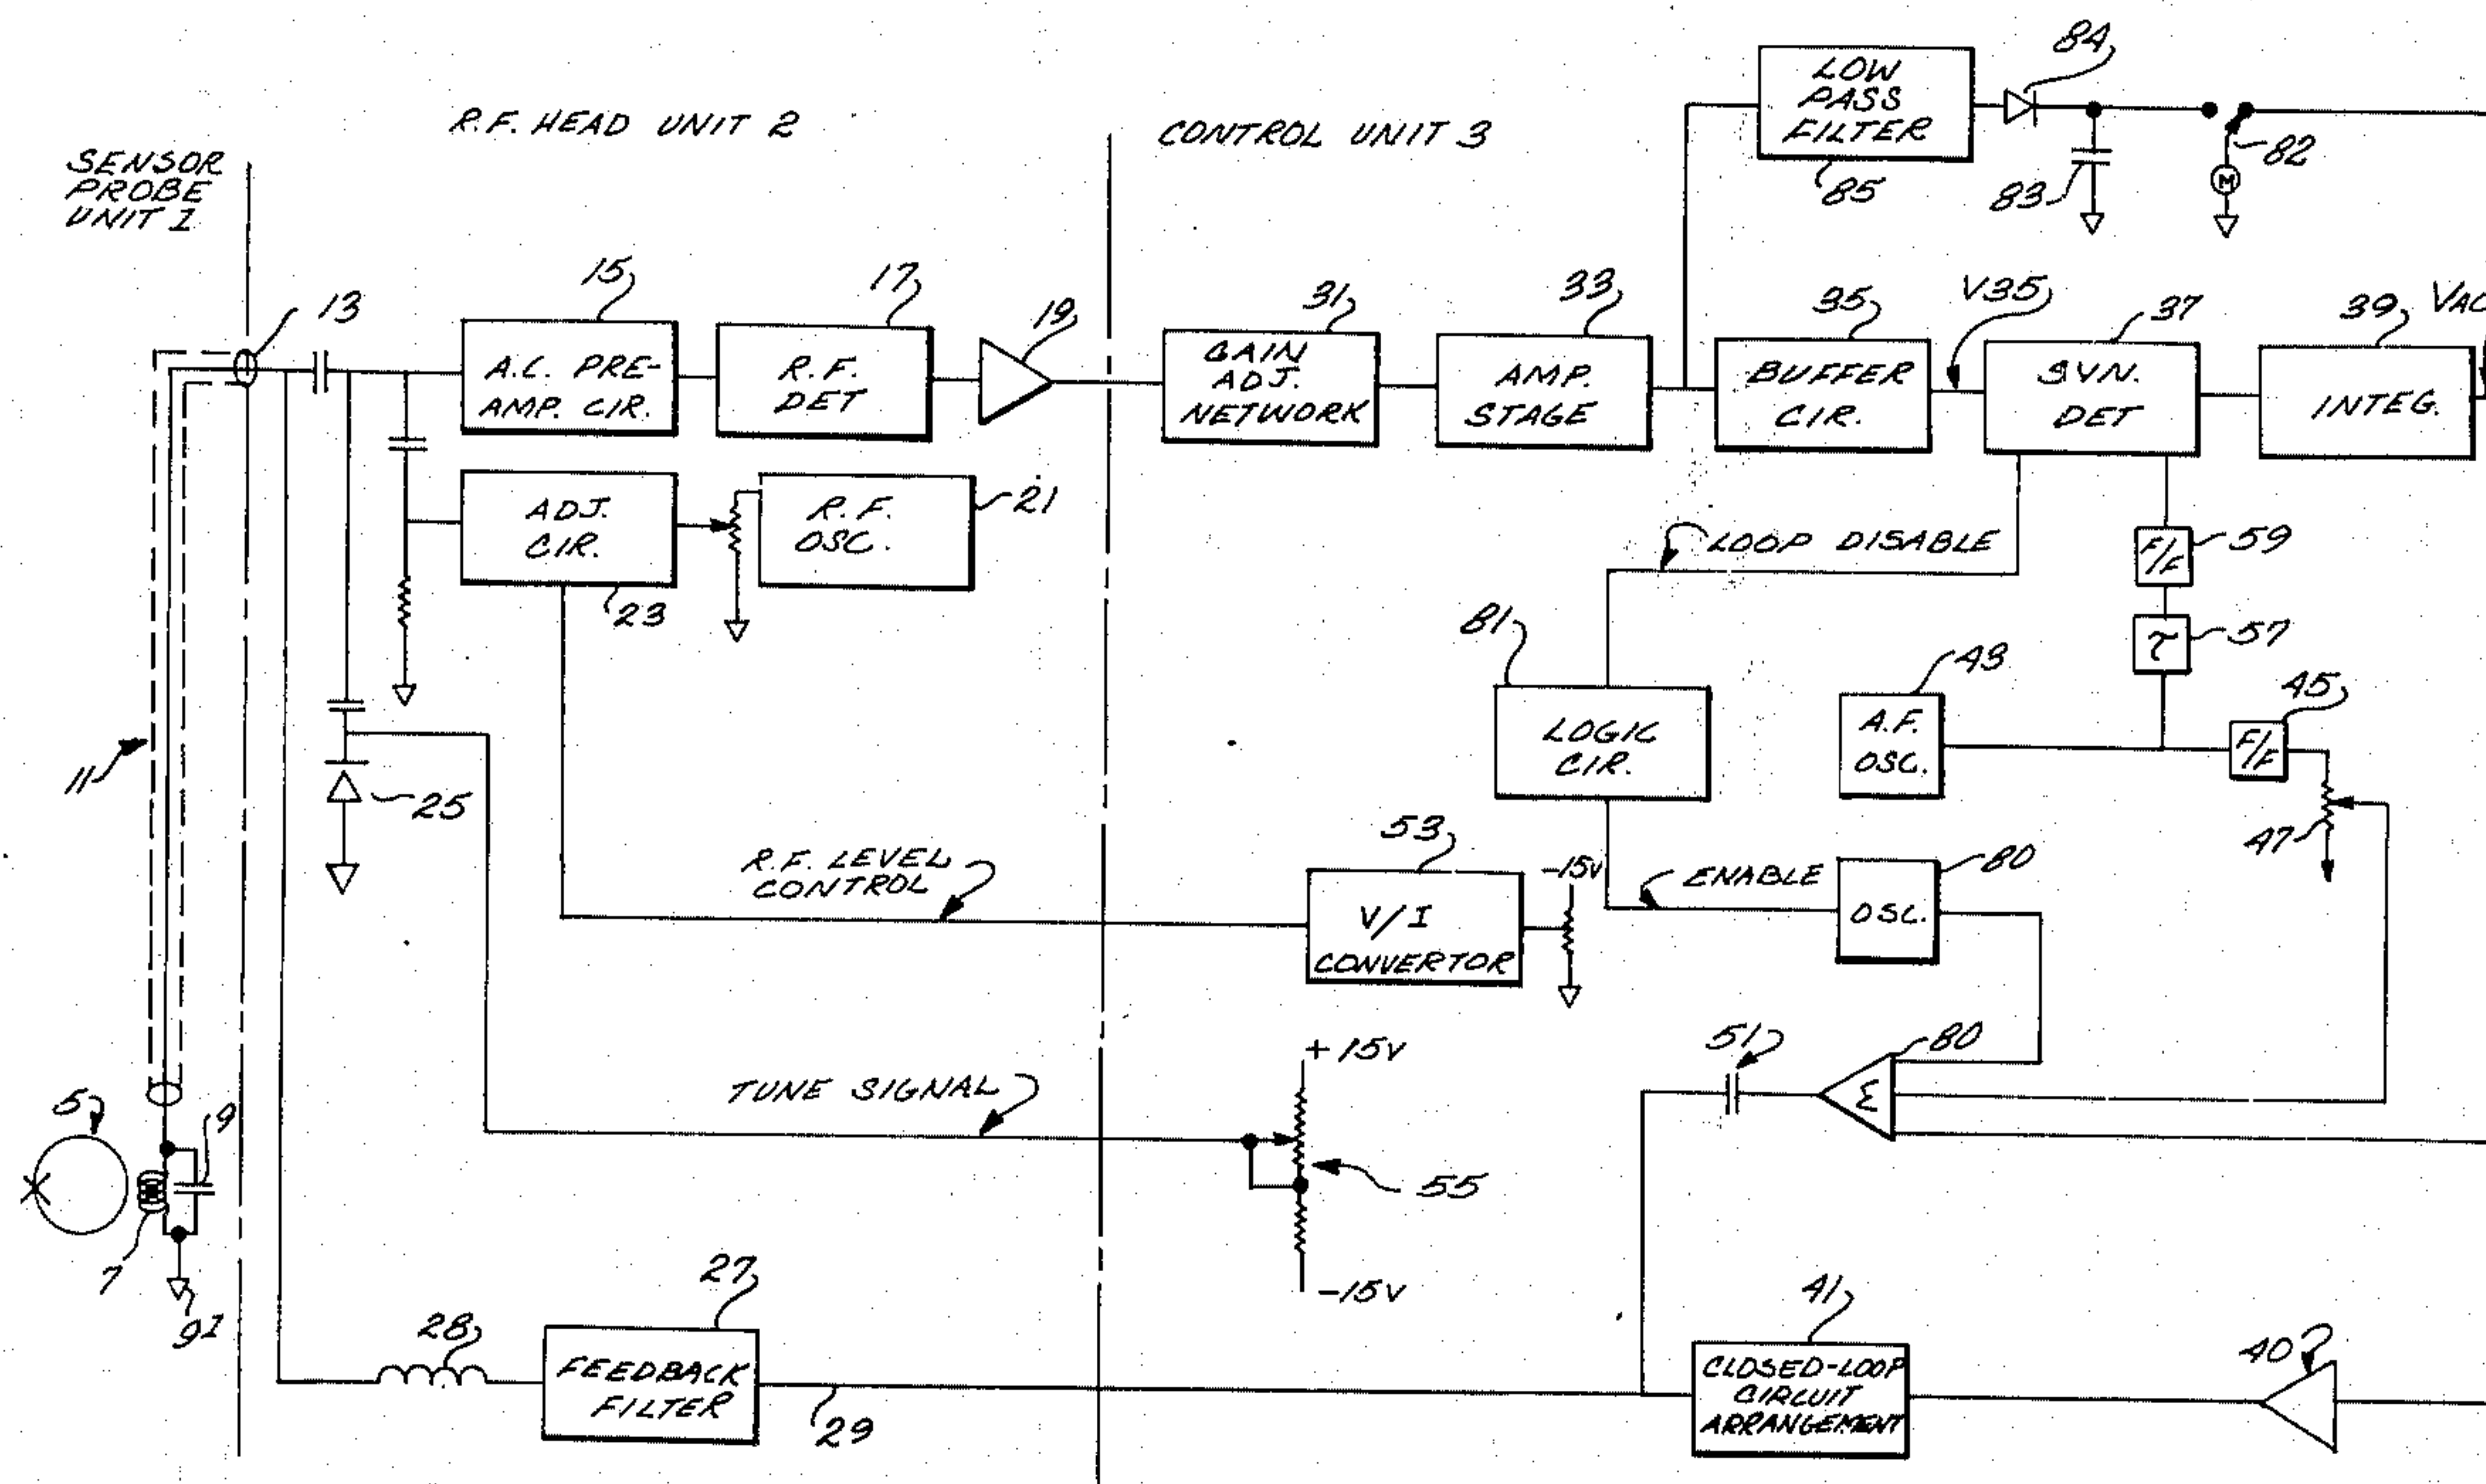 R.F. HEAD UNIT 2
CONTROL UNIT 3
SENSOR
PROBE
UNIT 1
LOW
PASS
FILTER
84
85
83
82
M
13
15
17
19
31
33
35
V35
37
39
VAC
A.C. PRE-
AMP. CIR.
R.F.
DET
GAIN
ADJ.
NETWORK
AMP.
STAGE
BUFFER
CIR.
SYN.
DET
INTEG.
ADJ.
CIR.
R.F.
OSC.
21
23
LOOP DISABLE
F/F
59
81
τ
57
43
45
LOGIC
CIR.
A.F.
OSC.
F/F
47
11
25
R.F. LEVEL
CONTROL
53
-15V
V/I
CONVERTOR
ENABLE
80
OSC.
51
80
Σ
+15V
TUNE SIGNAL
55
-15V
5
9
7
91
27
28
FEEDBACK
FILTER
29
41
CLOSED-LOOP
CIRCUIT
ARRANGEMENT
40